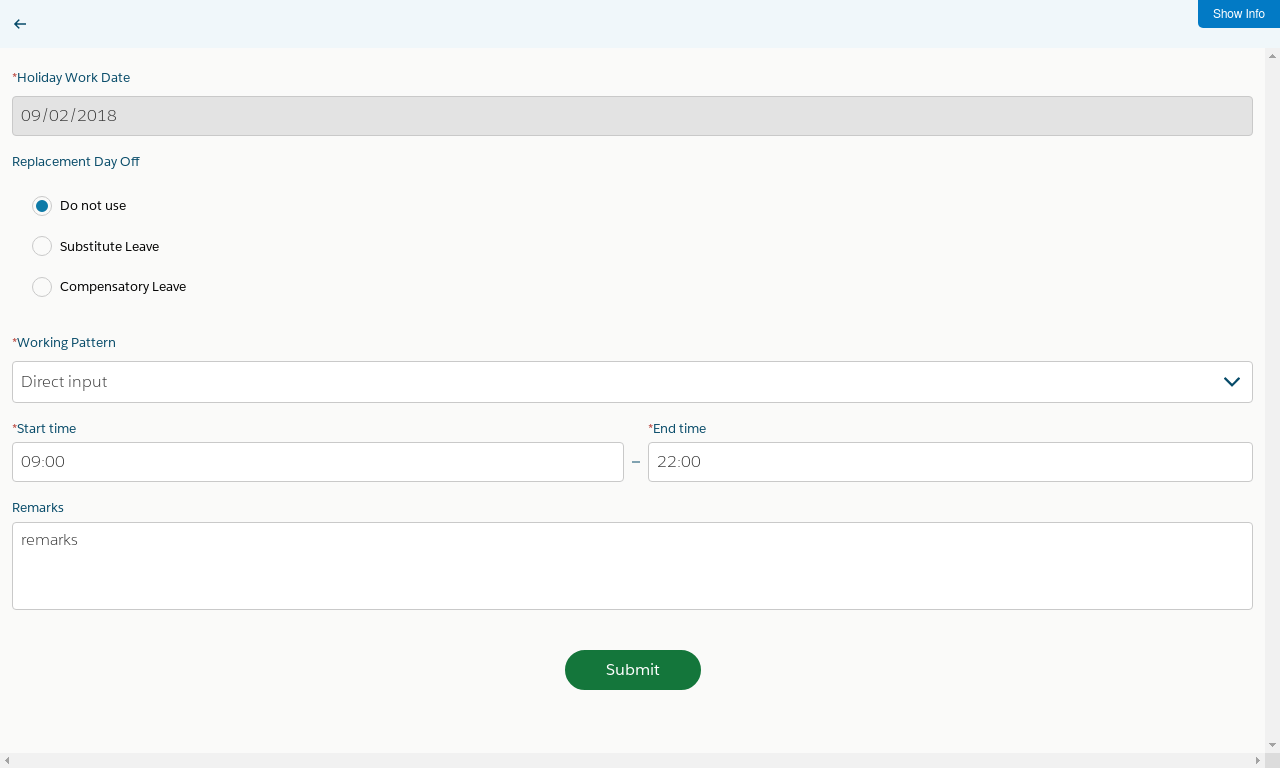 Show Info
*Holiday Work Date
09/02/2018
Replacement Day Off
Do not use
Substitute Leave
Compensatory Leave
*Working Pattern
Direct input
*Start time
*End time
09:00
–
22:00
Remarks
remarks
Submit